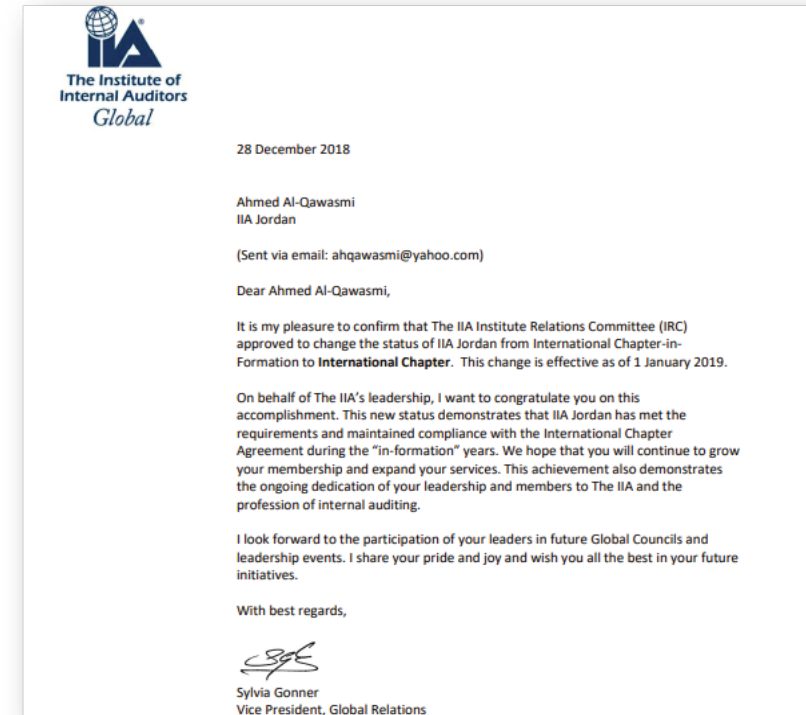 IIA
The Institute of
Internal Auditors
Global
28 December 2018
Ahmed Al-Qawasmi
IIA Jordan
(Sent via email: ahqawasmi@yahoo.com)
Dear Ahmed Al-Qawasmi,
It is my pleasure to confirm that The IIA Institute Relations Committee (IRC)
approved to change the status of IIA Jordan from International Chapter-in-
Formation to International Chapter.  This change is effective as of 1 January 2019.
On behalf of The IIA’s leadership, I want to congratulate you on this
accomplishment. This new status demonstrates that IIA Jordan has met the
requirements and maintained compliance with the International Chapter
Agreement during the “in-formation” years. We hope that you will continue to grow
your membership and expand your services. This achievement also demonstrates
the ongoing dedication of your leadership and members to The IIA and the
profession of internal auditing.
I look forward to the participation of your leaders in future Global Councils and
leadership events. I share your pride and joy and wish you all the best in your future
initiatives.
With best regards,
Sylvia Gonner
Vice President, Global Relations